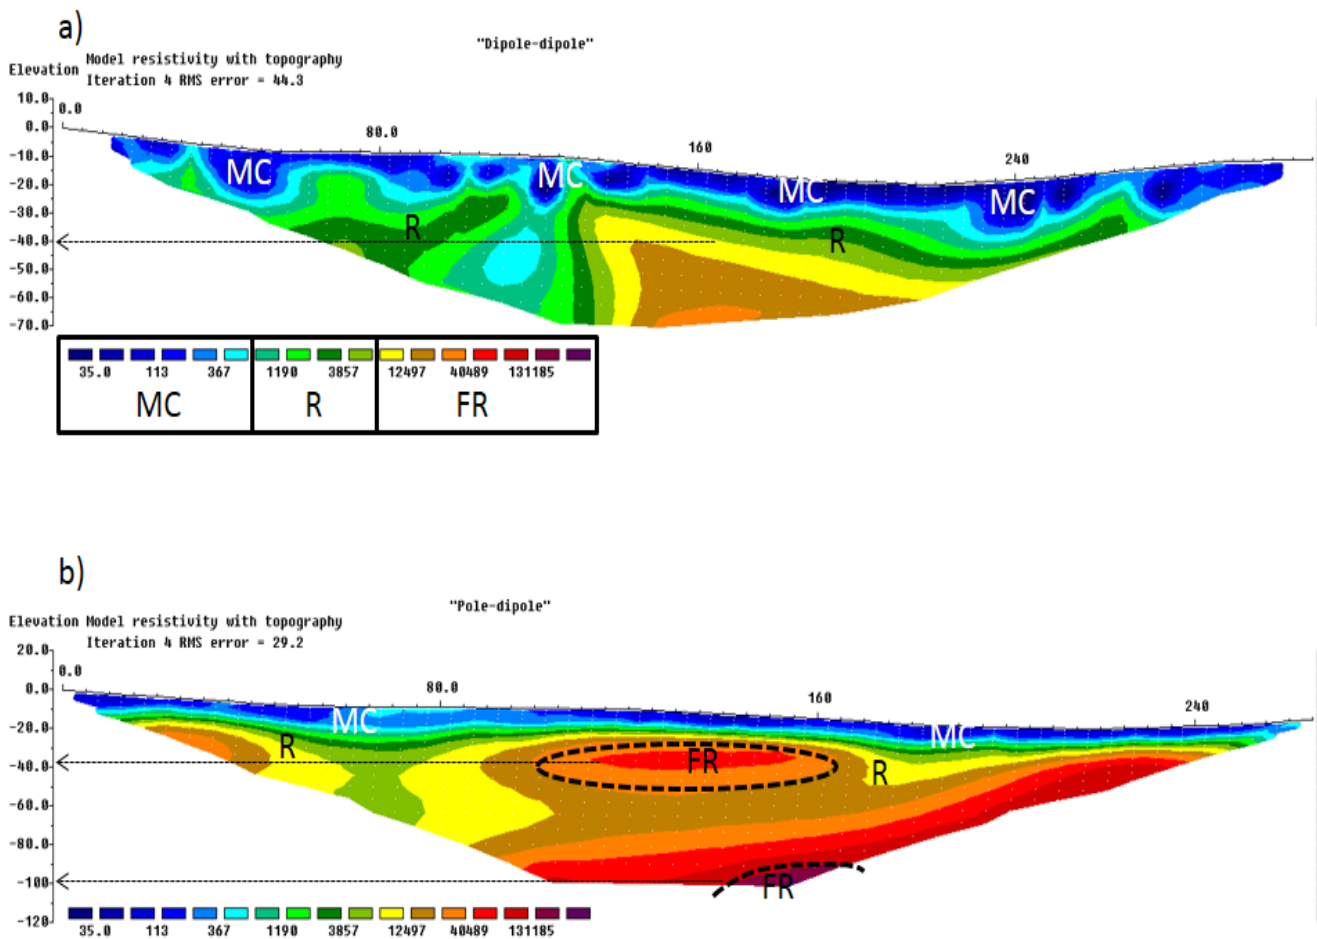 a)
"Dipole-dipole"
Model resistivity with topography
Elevation
Iteration 4 RMS error = 44.3
10.0
0.0
0.0
80.0
160
240
-10.0
-20.0
-30.0
-40.0
-50.0
-60.0
-70.0
MC
MC
MC
MC
R
R
35.0 113 367 1190 3857 12497 40489 131185
MC R FR
b)
"Pole-dipole"
Elevation Model resistivity with topography
Iteration 4 RMS error = 29.2
20.0
0.0
0.0
80.0
160
240
-20.0
-40.0
-60.0
-80.0
-100
-120
MC
MC
R
FR
R
FR
35.0 113 367 1190 3857 12497 40489 131185